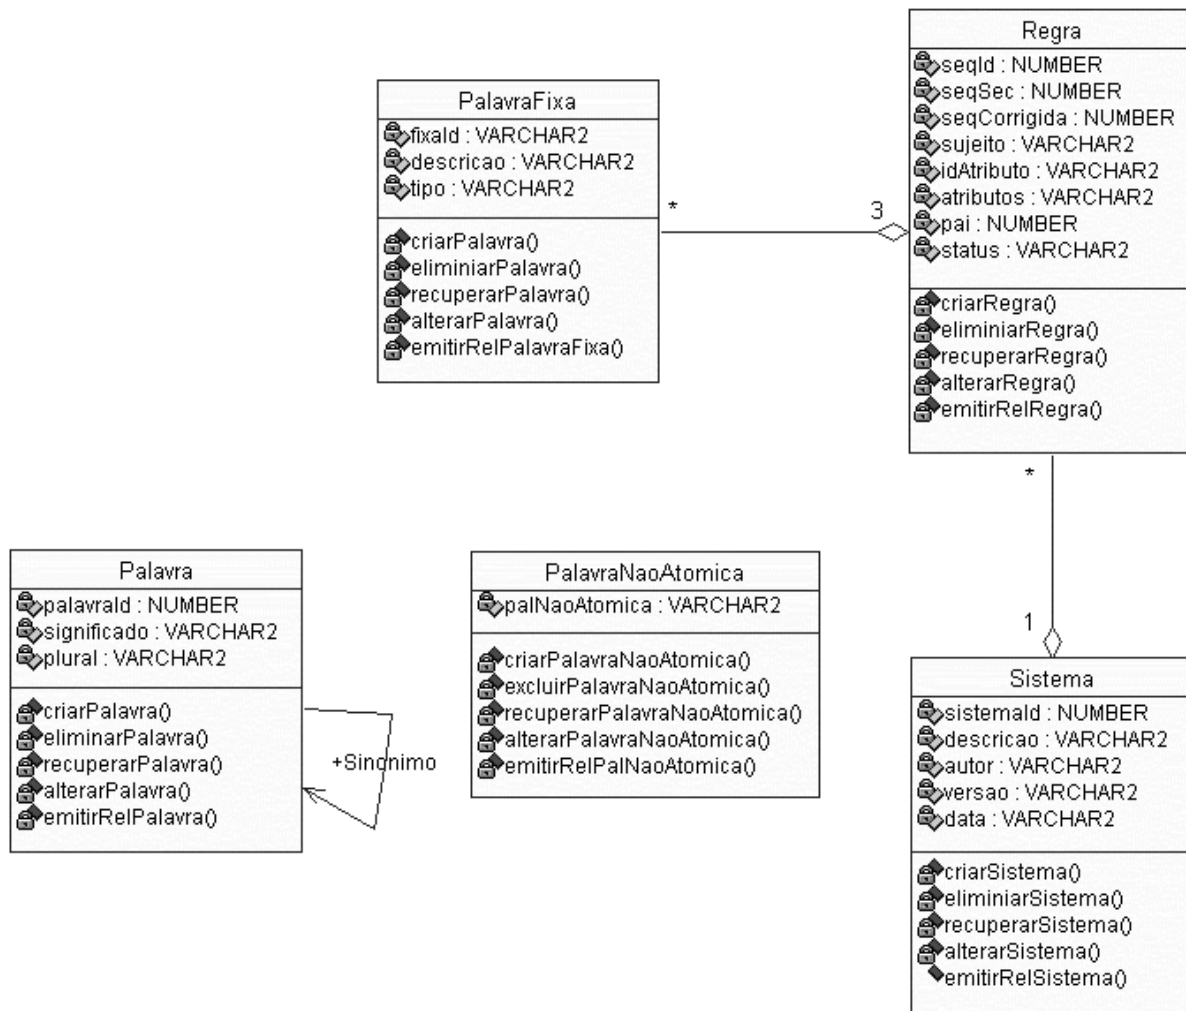 Regra
seqId : NUMBER
seqSec : NUMBER
seqCorrigida : NUMBER
sujeito : VARCHAR2
idAtributo : VARCHAR2
atributos : VARCHAR2
pai : NUMBER
status : VARCHAR2
criarRegra()
eliminiarRegra()
recuperarRegra()
alterarRegra()
emitirRelRegra()
PalavraFixa
fixaId : VARCHAR2
descricao : VARCHAR2
tipo : VARCHAR2
criarPalavra()
eliminiarPalavra()
recuperarPalavra()
alterarPalavra()
emitirRelPalavraFixa()
*
3
*
1
Palavra
palavraId : NUMBER
significado : VARCHAR2
plural : VARCHAR2
criarPalavra()
eliminarPalavra()
recuperarPalavra()
alterarPalavra()
emitirRelPalavra()
+Sinonimo
PalavraNaoAtomica
palNaoAtomica : VARCHAR2
criarPalavraNaoAtomica()
excluirPalavraNaoAtomica()
recuperarPalavraNaoAtomica()
alterarPalavraNaoAtomica()
emitirRelPalNaoAtomica()
Sistema
sistemaId : NUMBER
descricao : VARCHAR2
autor : VARCHAR2
versao : VARCHAR2
data : VARCHAR2
criarSistema()
eliminiarSistema()
recuperarSistema()
alterarSistema()
emitirRelSistema()